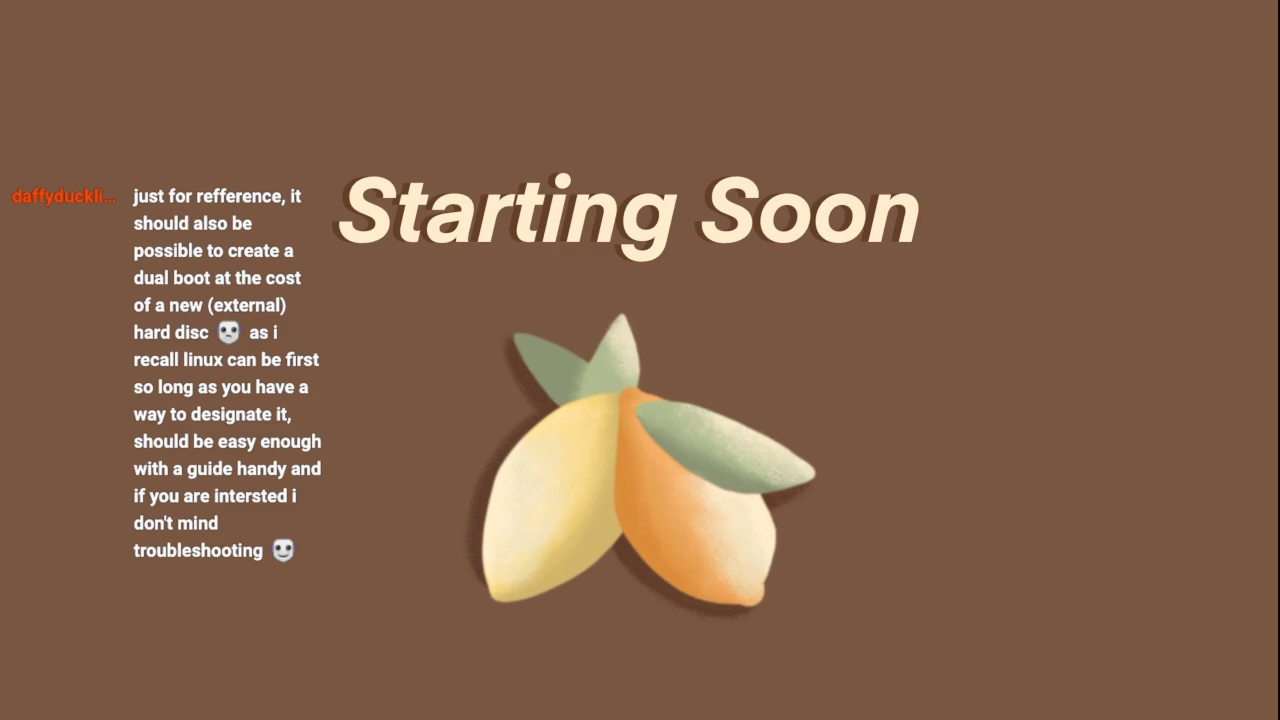 Starting Soon
daffyduckli... just for refference, it
should also be
possible to create a
dual boot at the cost
of a new (external)
hard disc as i
recall linux can be first
so long as you have a
way to designate it,
should be easy enough
with a guide handy and
if you are intersted i
don't mind
troubleshooting